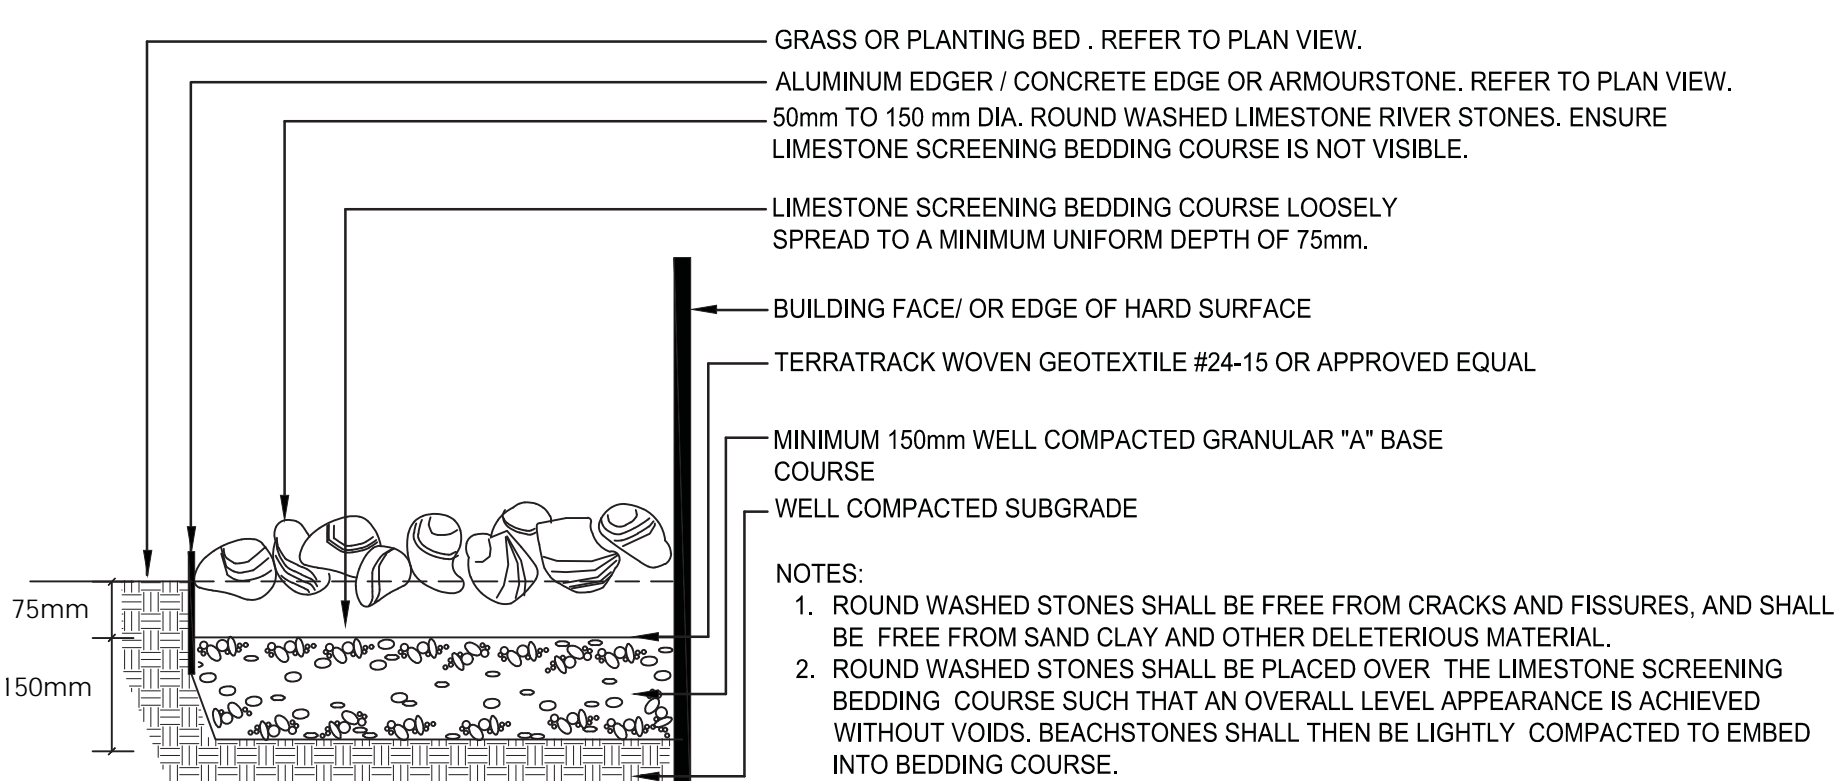 GRASS OR PLANTING BED . REFER TO PLAN VIEW.
ALUMINUM EDGER / CONCRETE EDGE OR ARMOURSTONE. REFER TO PLAN VIEW.
50mm TO 150 mm DIA. ROUND WASHED LIMESTONE RIVER STONES. ENSURE
LIMESTONE SCREENING BEDDING COURSE IS NOT VISIBLE.
LIMESTONE SCREENING BEDDING COURSE LOOSELY
SPREAD TO A MINIMUM UNIFORM DEPTH OF 75mm.
BUILDING FACE/ OR EDGE OF HARD SURFACE
TERRATRACK WOVEN GEOTEXTILE #24-15 OR APPROVED EQUAL
MINIMUM 150mm WELL COMPACTED GRANULAR "A" BASE
COURSE
WELL COMPACTED SUBGRADE
75mm
150mm
NOTES:
1. ROUND WASHED STONES SHALL BE FREE FROM CRACKS AND FISSURES, AND SHALL
BE FREE FROM SAND CLAY AND OTHER DELETERIOUS MATERIAL.
2. ROUND WASHED STONES SHALL BE PLACED OVER THE LIMESTONE SCREENING
BEDDING COURSE SUCH THAT AN OVERALL LEVEL APPEARANCE IS ACHIEVED
WITHOUT VOIDS. BEACHSTONES SHALL THEN BE LIGHTLY COMPACTED TO EMBED
INTO BEDDING COURSE.